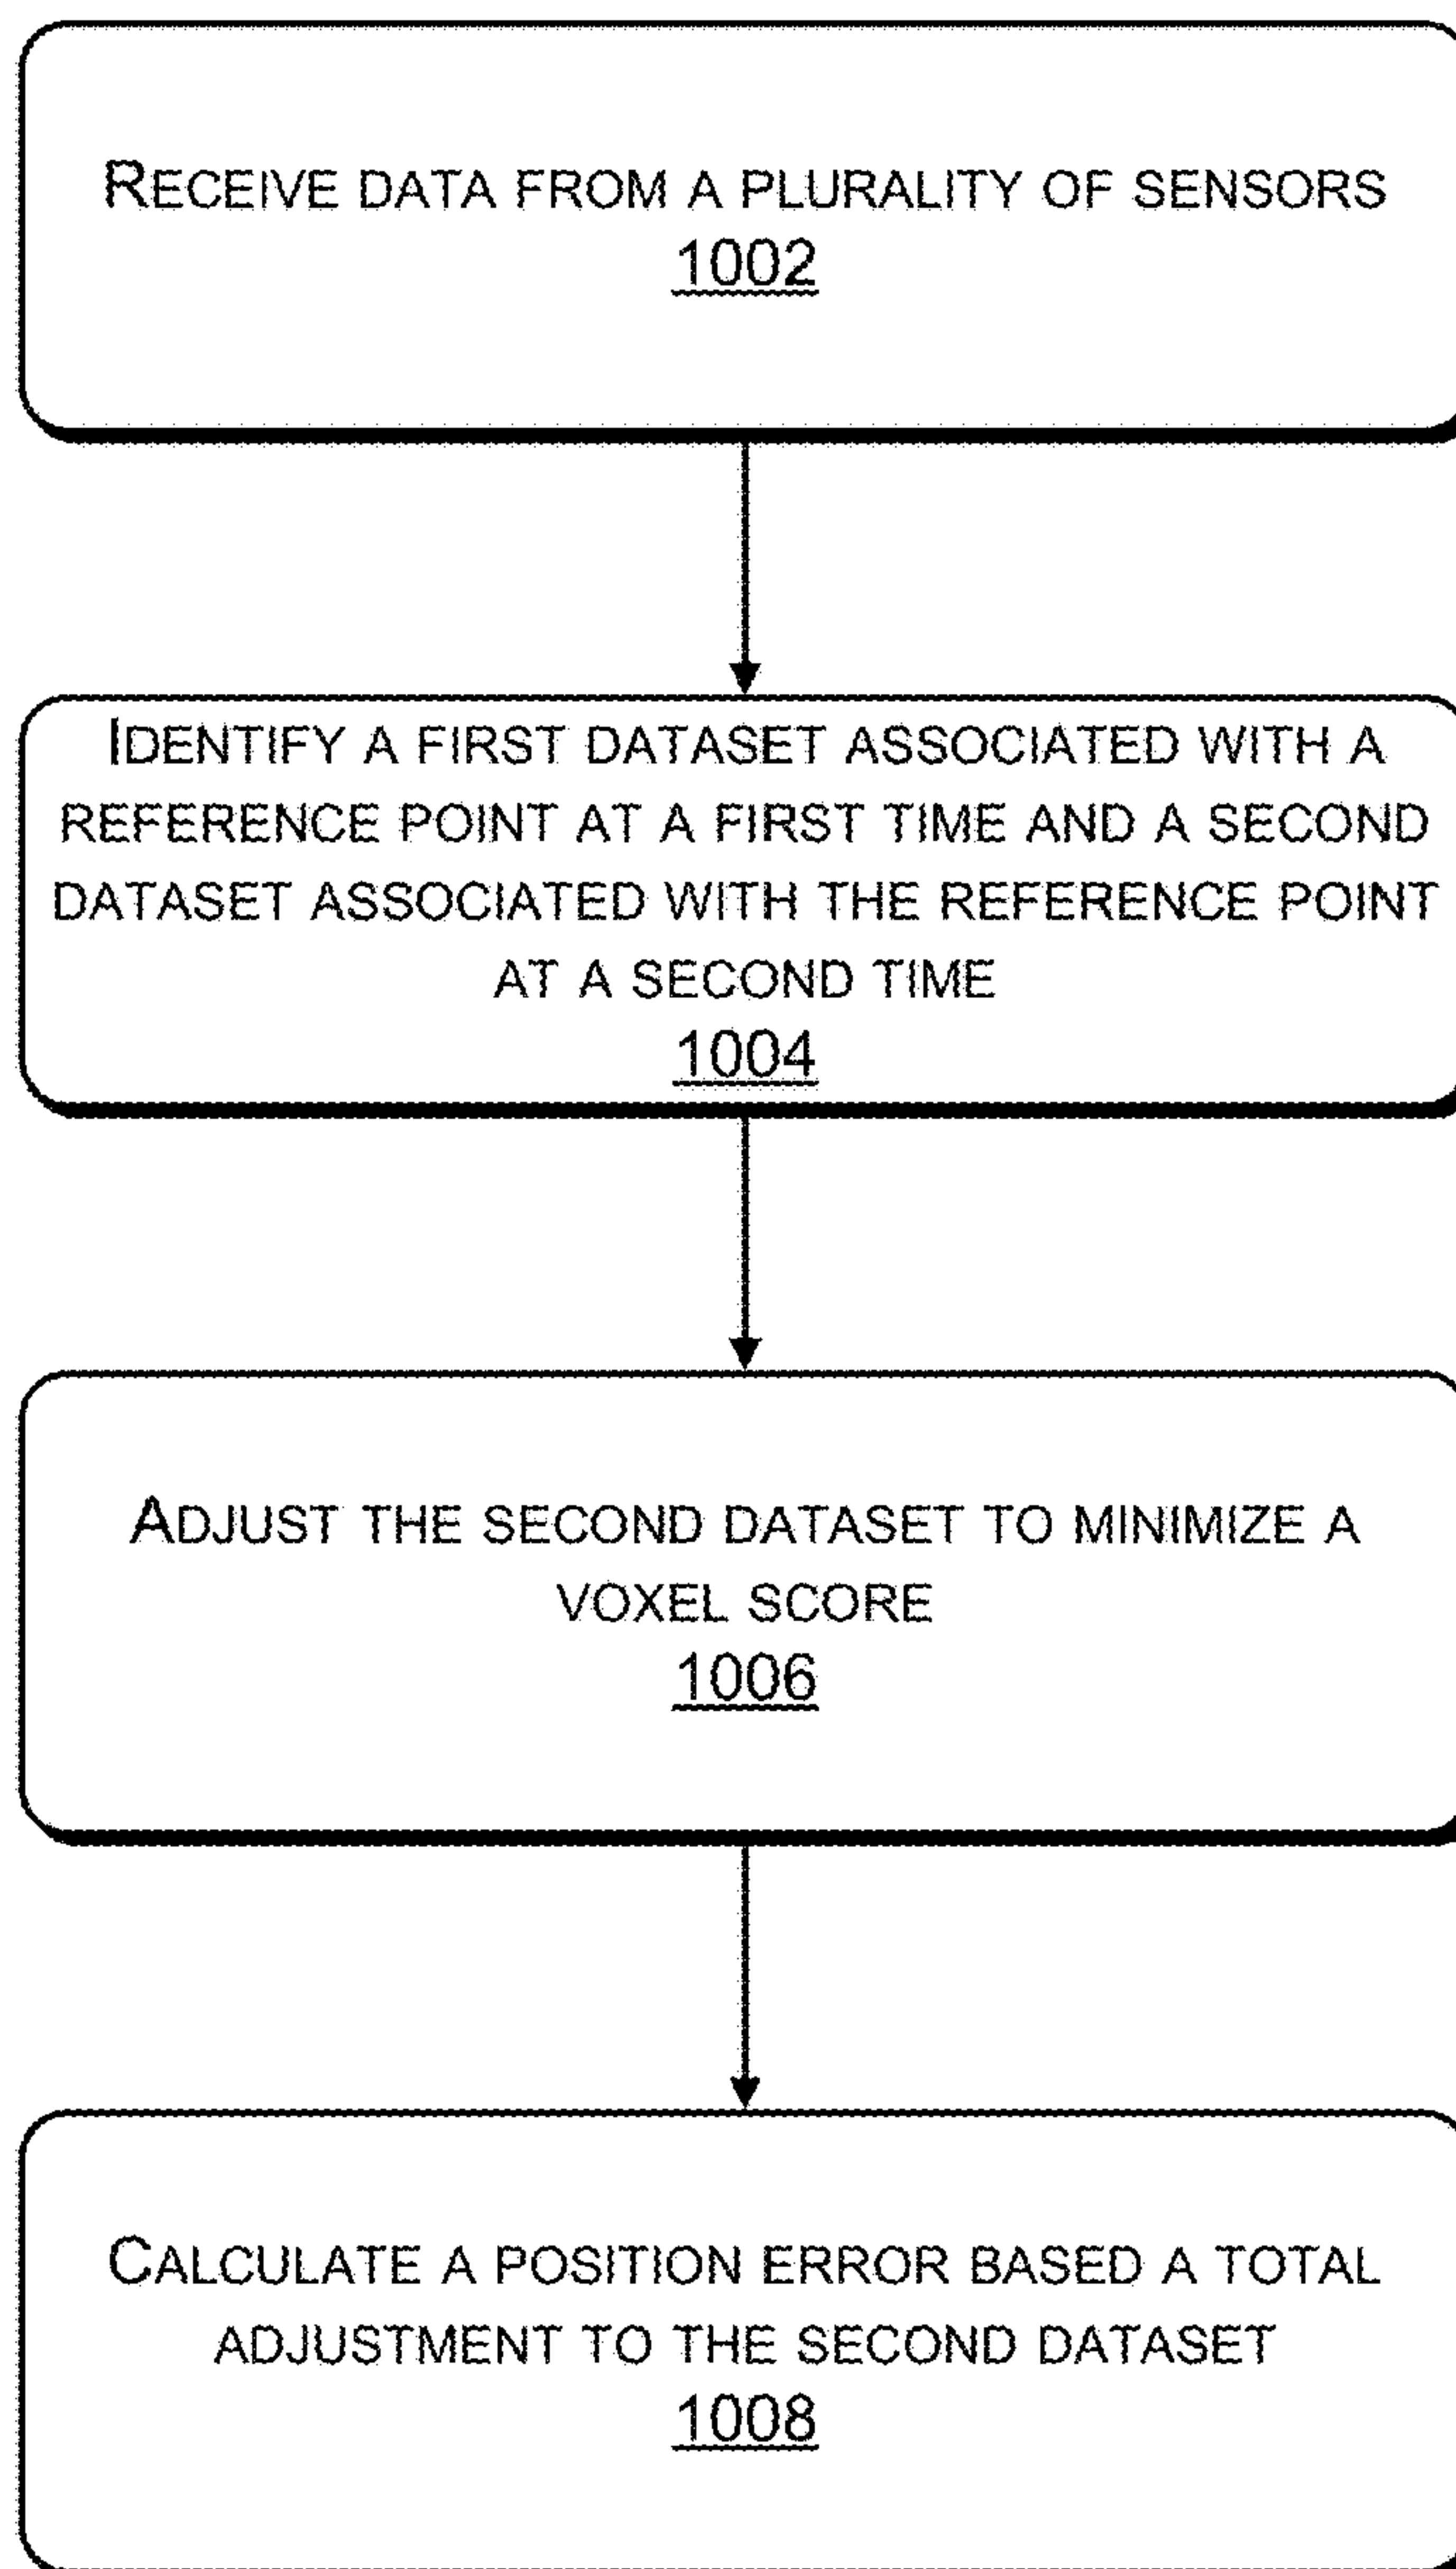 RECEIVE DATA FROM A PLURALITY OF SENSORS
1002
IDENTIFY A FIRST DATASET ASSOCIATED WITH A
REFERENCE POINT AT A FIRST TIME AND A SECOND
DATASET ASSOCIATED WITH THE REFERENCE POINT
AT A SECOND TIME
1004
ADJUST THE SECOND DATASET TO MINIMIZE A
VOXEL SCORE
1006
CALCULATE A POSITION ERROR BASED A TOTAL
ADJUSTMENT TO THE SECOND DATASET
1008